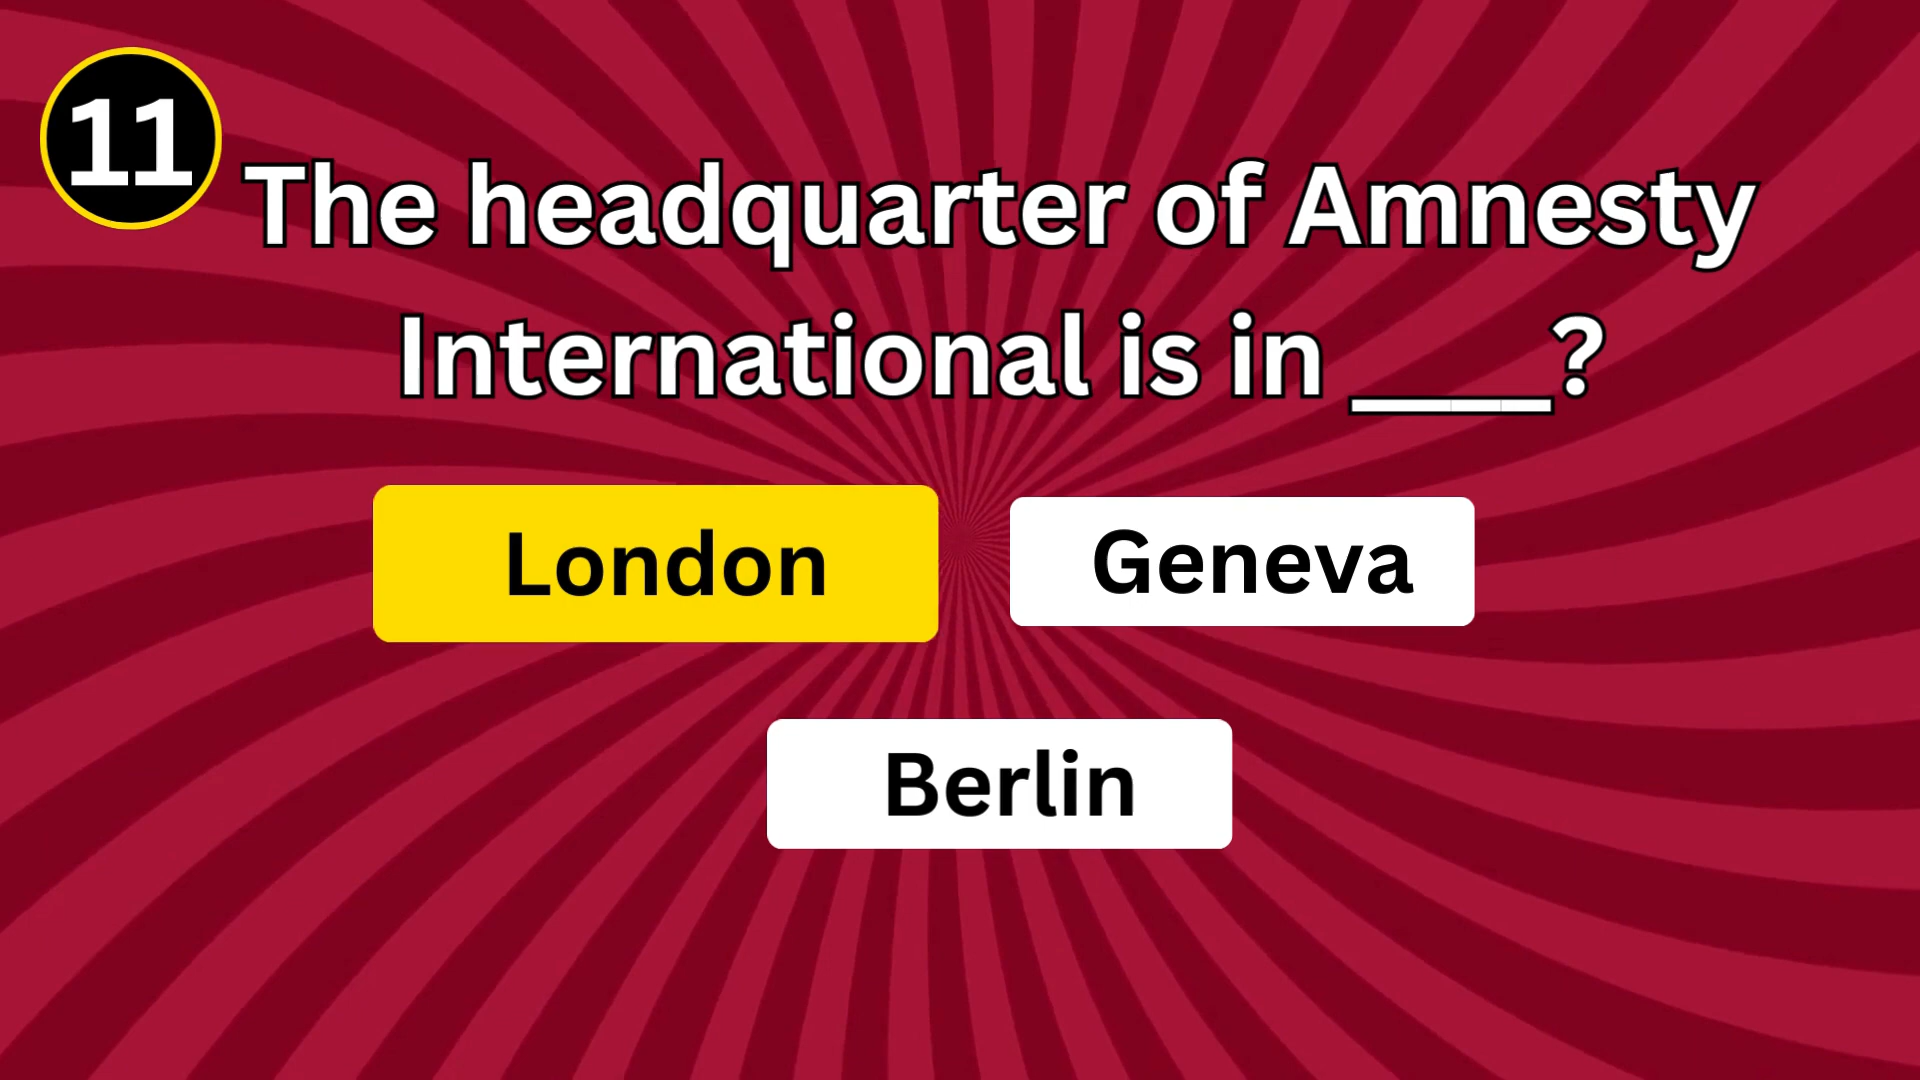 11
The headquarter of Amnesty
International is in ____?
London
Geneva
Berlin